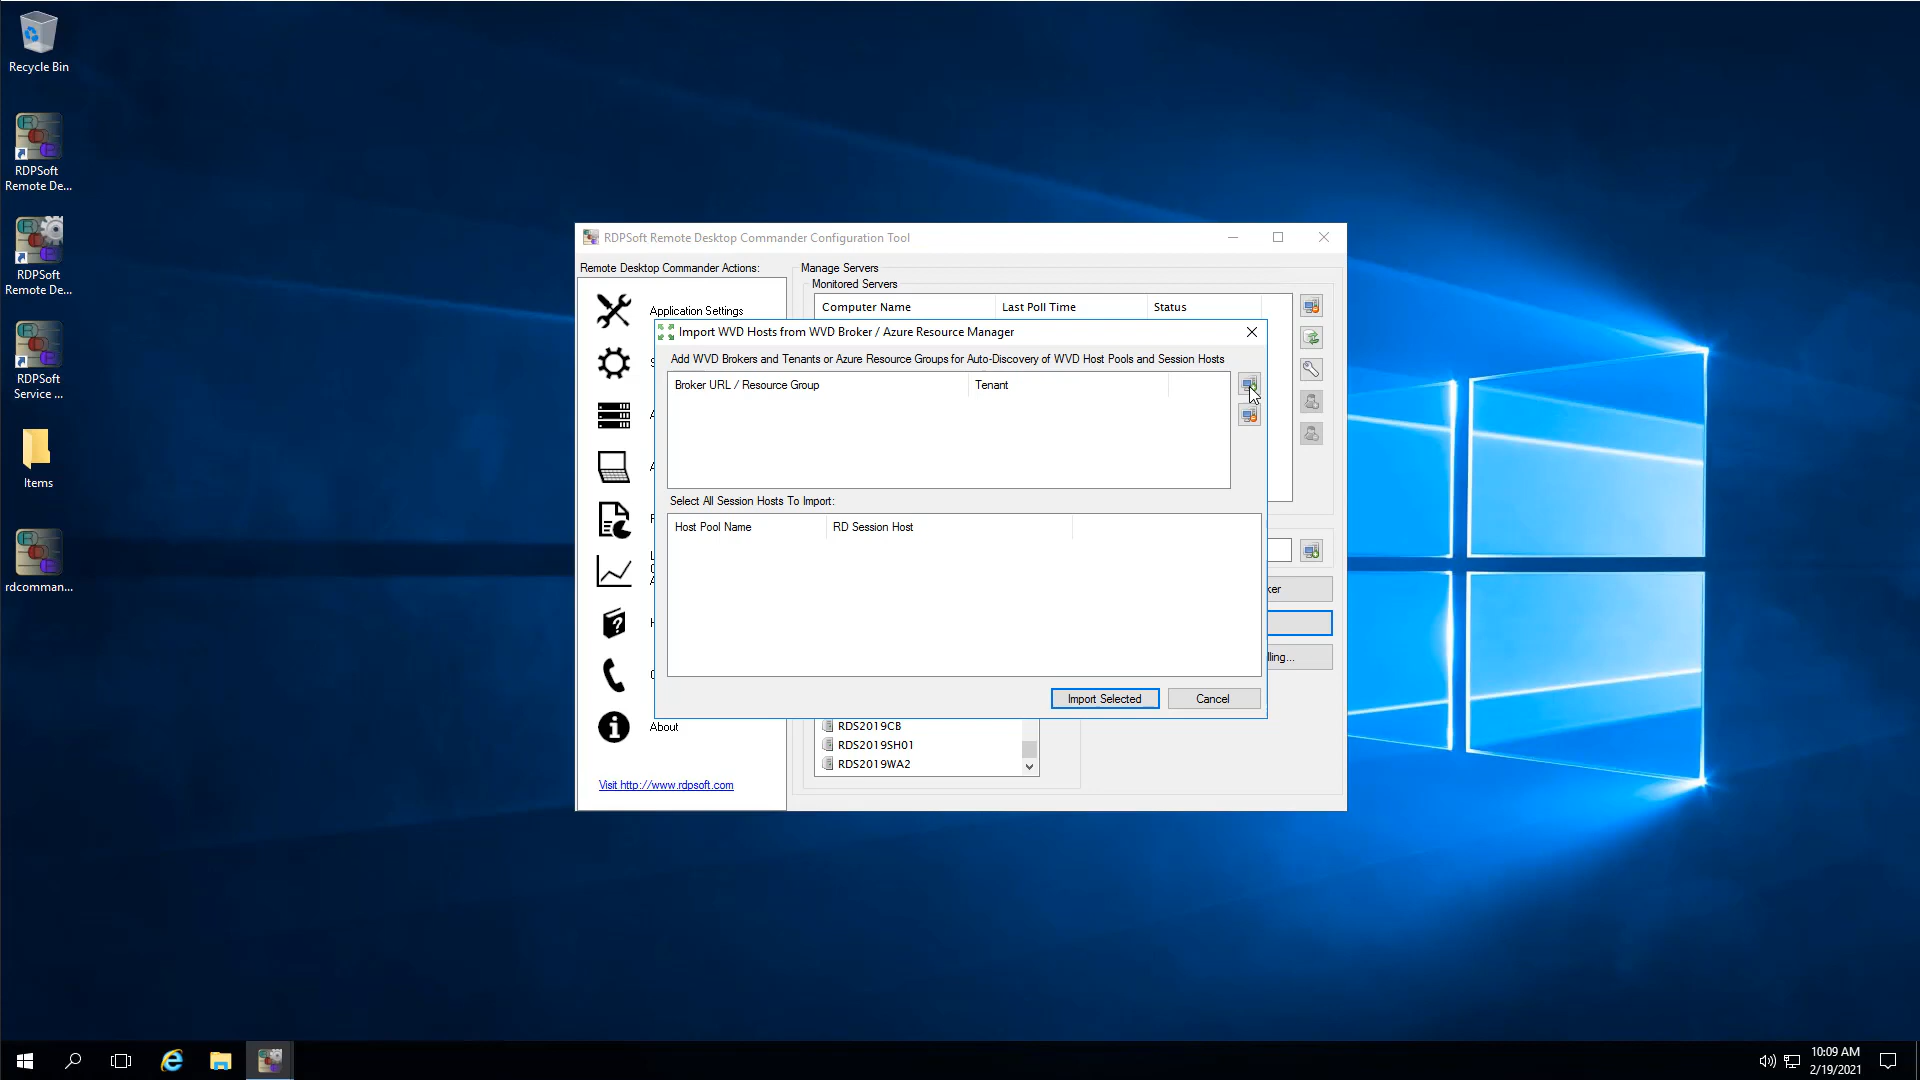 Recycle Bin
RDPSoft
Remote De...
RDPSoft
Remote De...
RDPSoft
Service ...
Items
rdcomman...
RDPSoft Remote Desktop Commander Configuration Tool
Remote Desktop Commander Actions:
Manage Servers
Monitored Servers
Application Settings
Computer Name
Last Poll Time
Status
Import WVD Hosts from WVD Broker / Azure Resource Manager
Add WVD Brokers and Tenants or Azure Resource Groups for Auto-Discovery of WVD Host Pools and Session Hosts
Broker URL / Resource Group
Tenant
Select All Session Hosts To Import:
Host Pool Name
RD Session Host
ker
lling...
Import Selected
Cancel
About
RDS2019CB
RDS2019SH01
RDS2019WA2
Visit http://www.rdpsoft.com
10:09 AM
2/19/2021